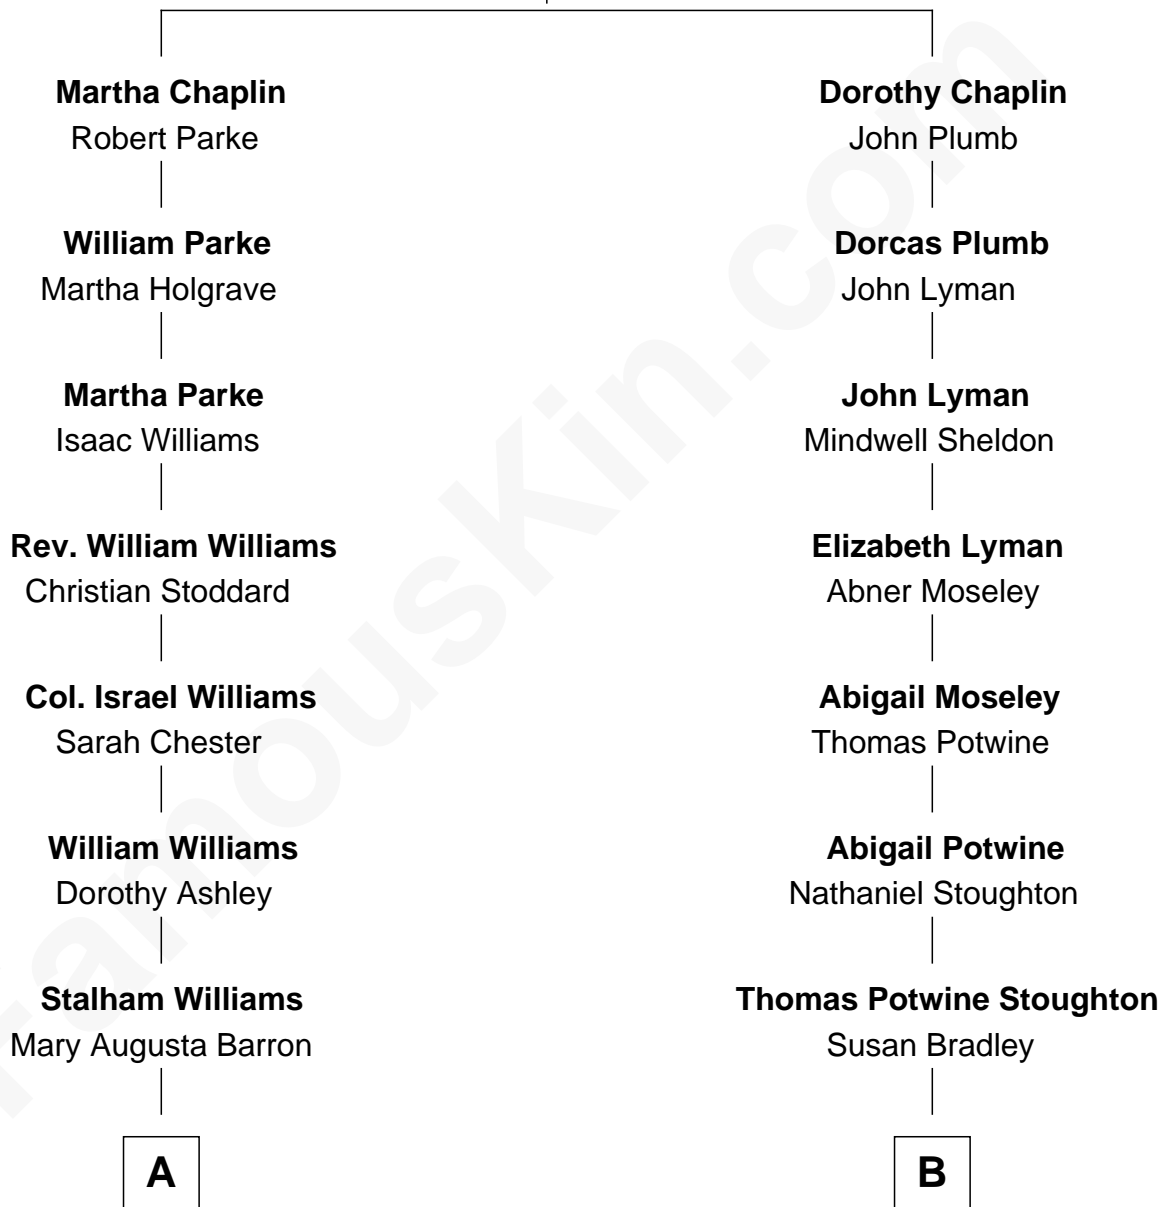 Martha Chaplin
Robert Parke
William Parke
Martha Holgrave
Martha Parke
Isaac Williams
Rev. William Williams
Christian Stoddard
Col. Israel Williams
Sarah Chester
William Williams
Dorothy Ashley
Stalham Williams
Mary Augusta Barron
A
Dorothy Chaplin
John Plumb
Dorcas Plumb
John Lyman
John Lyman
Mindwell Sheldon
Elizabeth Lyman
Abner Moseley
Abigail Moseley
Thomas Potwine
Abigail Potwine
Nathaniel Stoughton
Thomas Potwine Stoughton
Susan Bradley
B
FamousKin.com